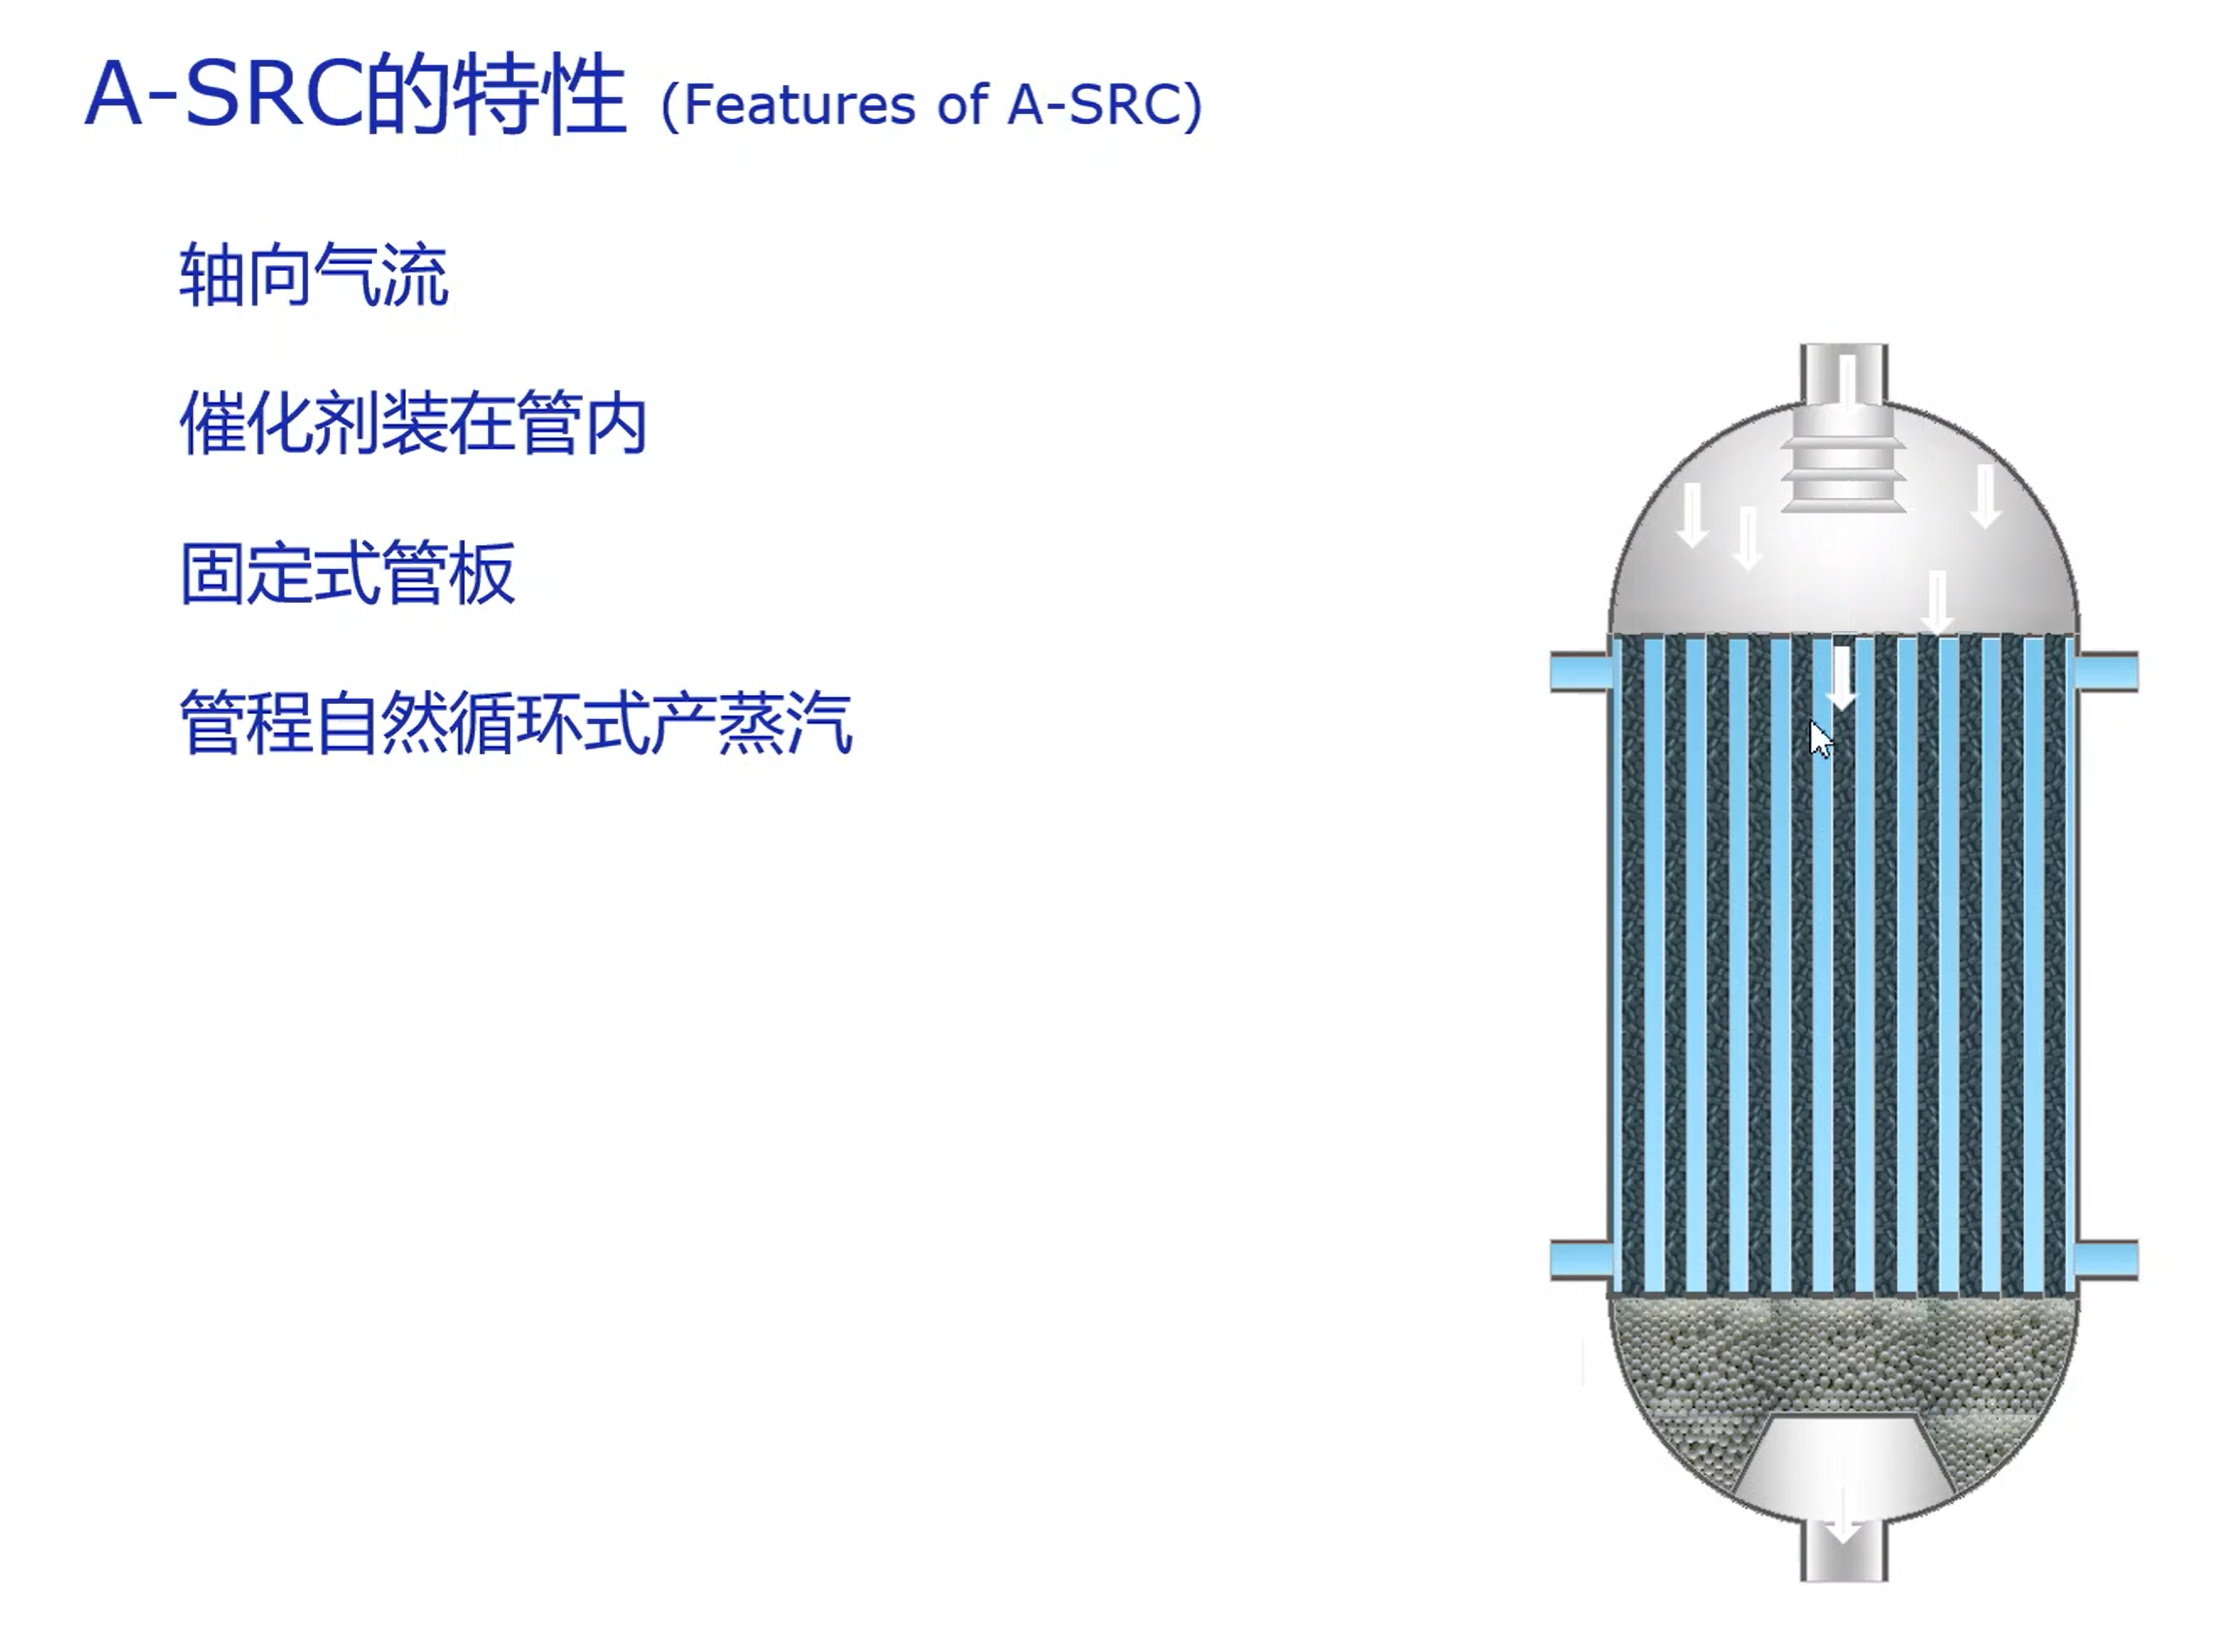 A-SRC的特性 (Features of A-SRC)
轴向气流
催化剂装在管内
固定式管板
管程自然循环式产蒸汽